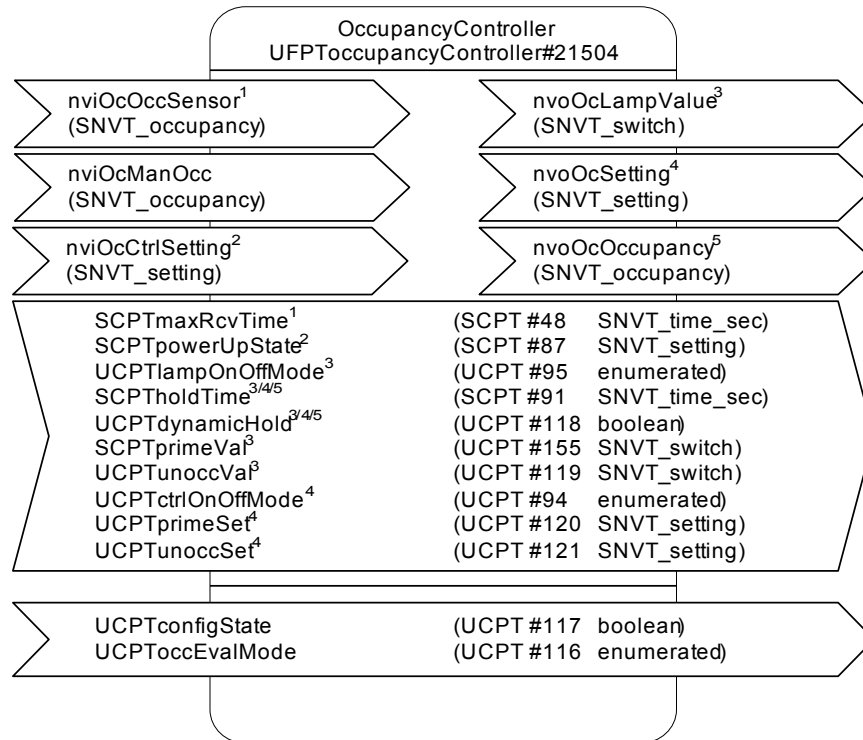 OccupancyController
UFPToccupancyController#21504
nviOcOccSensor¹
(SNVT_occupancy)
nvoOcLampValue³
(SNVT_switch)
nviOcManOcc
(SNVT_occupancy)
nvoOcSetting⁴
(SNVT_setting)
nviOcCtrlSetting²
(SNVT_setting)
nvoOcOccupancy⁵
(SNVT_occupancy)
SCPTmaxRcvTime¹ (SCPT #48 SNVT_time_sec)
SCPTpowerUpState² (SCPT #87 SNVT_setting)
UCPTlampOnOffMode³ (UCPT #95 enumerated)
SCPTholdTime³/⁴/⁵ (SCPT #91 SNVT_time_sec)
UCPTdynamicHold³/⁴/⁵ (UCPT #118 boolean)
SCPTprimeVal³ (UCPT #155 SNVT_switch)
UCPTunoccVal³ (UCPT #119 SNVT_switch)
UCPTctrlOnOffMode⁴ (UCPT #94 enumerated)
UCPTprimeSet⁴ (UCPT #120 SNVT_setting)
UCPTunoccSet⁴ (UCPT #121 SNVT_setting)
UCPTconfigState (UCPT #117 boolean)
UCPToccEvalMode (UCPT #116 enumerated)